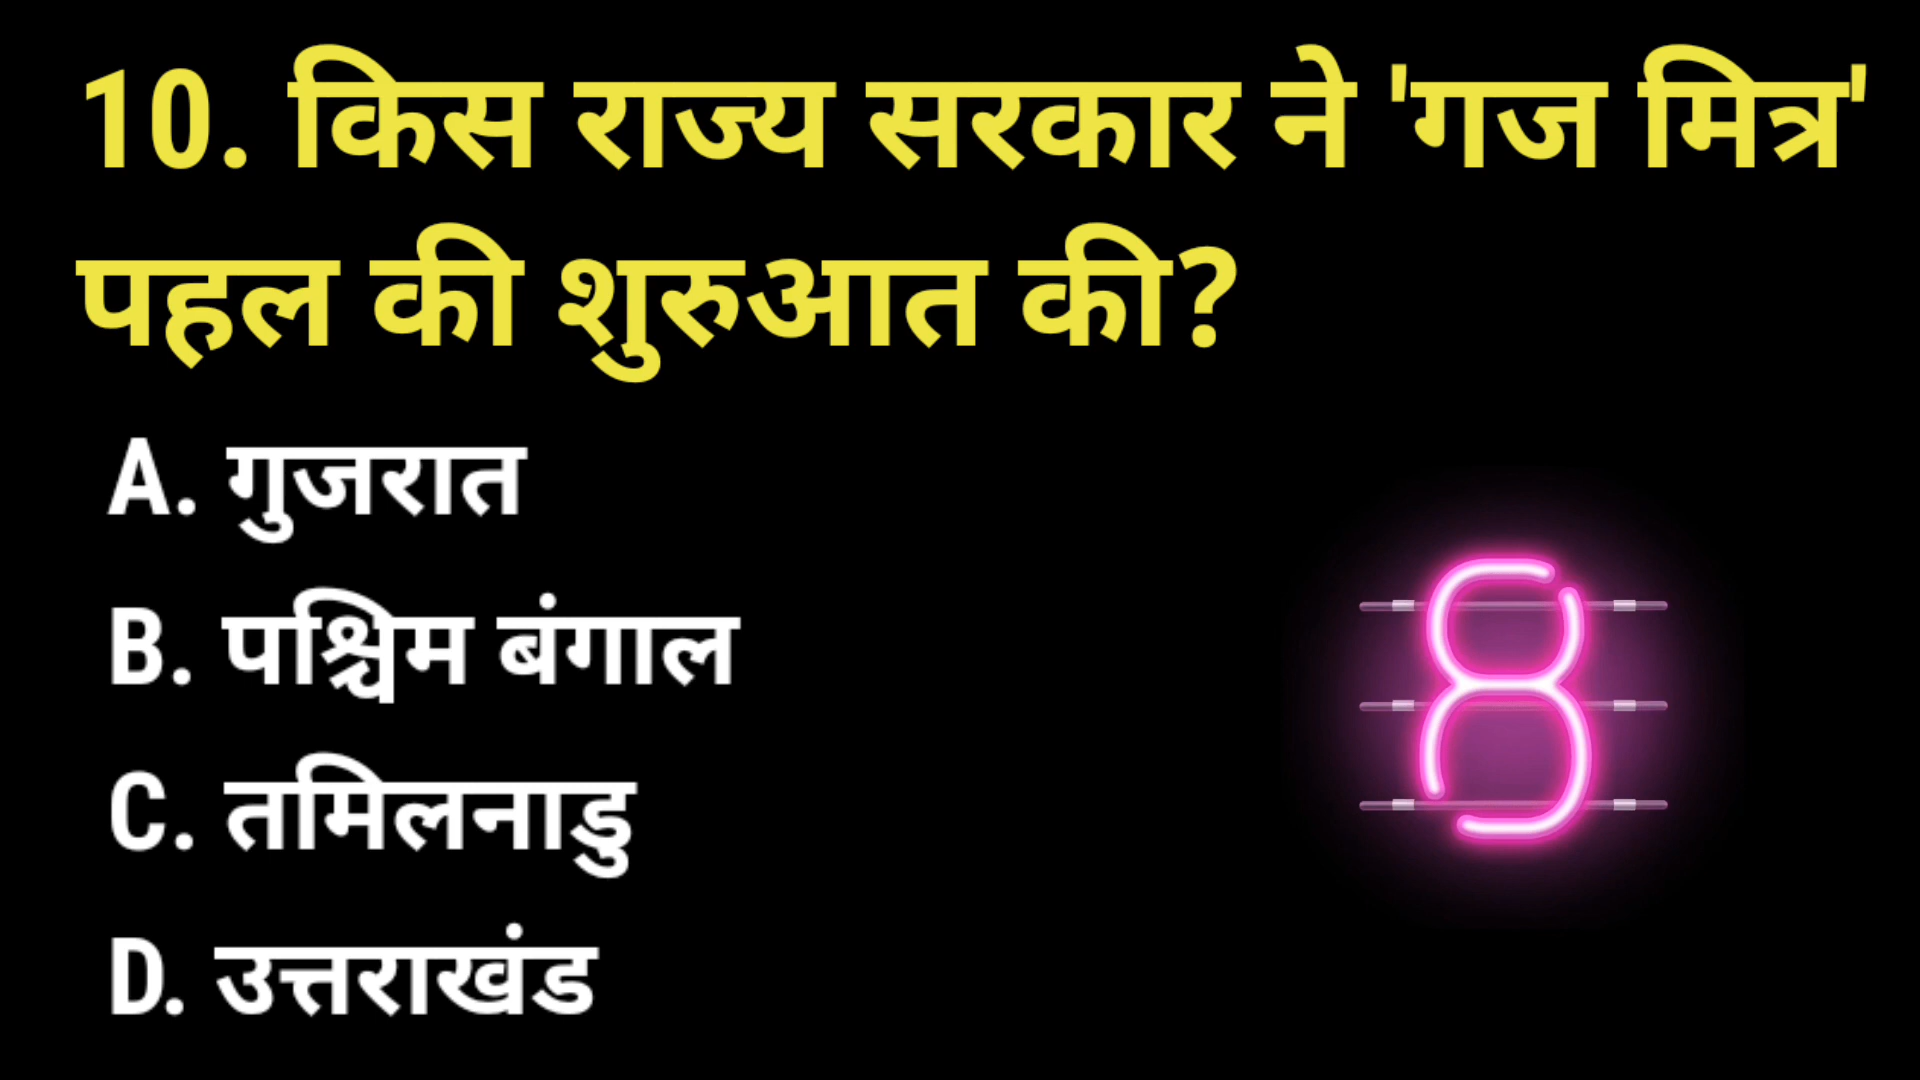 10. किस राज्य सरकार ने 'गज मित्र'
पहल की शुरुआत की?
A. गुजरात
B. पश्चिम बंगाल
C. तमिलनाडु
D. उत्तराखंड
8